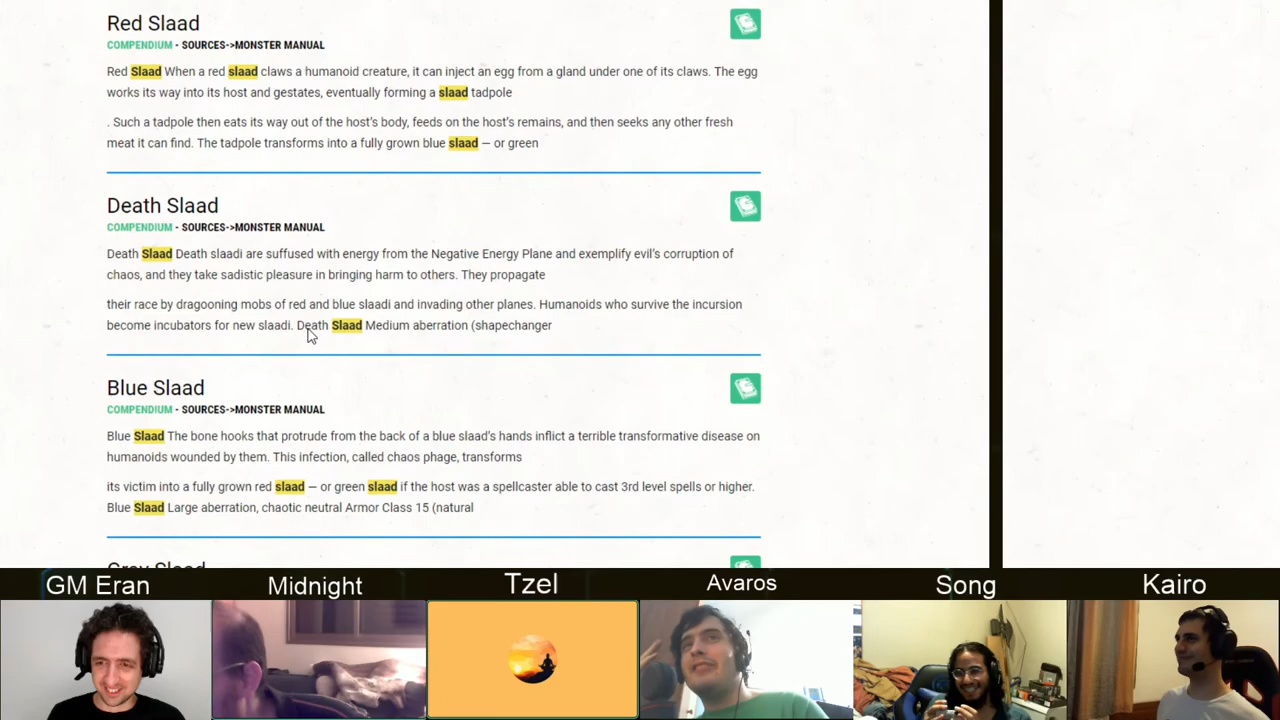 Red Slaad
COMPENDIUM - SOURCES->MONSTER MANUAL
Red Slaad When a red slaad claws a humanoid creature, it can inject an egg from a gland under one of its claws. The egg
works its way into its host and gestates, eventually forming a slaad tadpole
. Such a tadpole then eats its way out of the host's body, feeds on the host's remains, and then seeks any other fresh
meat it can find. The tadpole transforms into a fully grown blue slaad — or green
Death Slaad
COMPENDIUM - SOURCES->MONSTER MANUAL
Death Slaad Death slaadi are suffused with energy from the Negative Energy Plane and exemplify evil's corruption of
chaos, and they take sadistic pleasure in bringing harm to others. They propagate
their race by dragooning mobs of red and blue slaadi and invading other planes. Humanoids who survive the incursion
become incubators for new slaadi. Death Slaad Medium aberration (shapechanger
Blue Slaad
COMPENDIUM - SOURCES->MONSTER MANUAL
Blue Slaad The bone hooks that protrude from the back of a blue slaad's hands inflict a terrible transformative disease on
humanoids wounded by them. This infection, called chaos phage, transforms
its victim into a fully grown red slaad — or green slaad if the host was a spellcaster able to cast 3rd level spells or higher.
Blue Slaad Large aberration, chaotic neutral Armor Class 15 (natural
Gray Slaad
GM Eran
Midnight
Tzel
Avaros
Song
Kairo